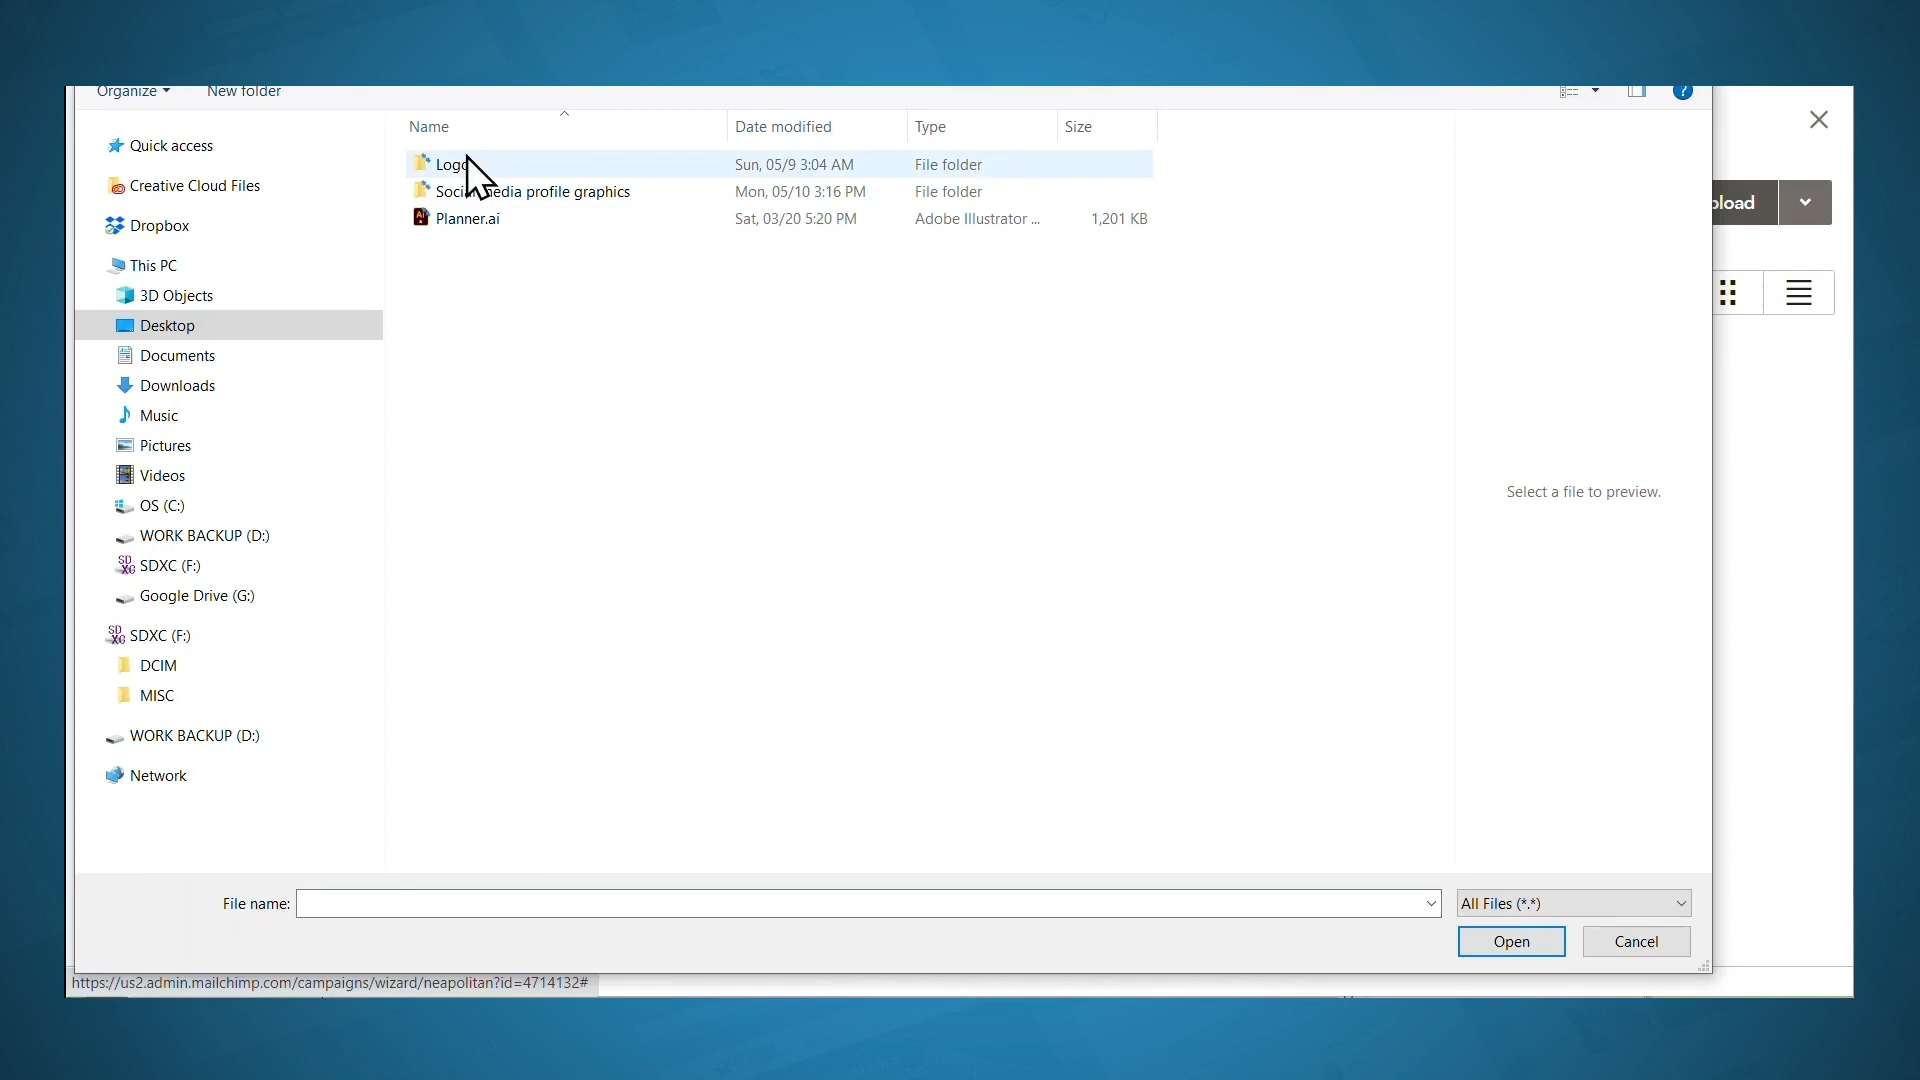 Organize New folder
Name Date modified Type Size
Quick access
Creative Cloud Files
Dropbox
This PC
3D Objects
Desktop
Documents
Downloads
Music
Pictures
Videos
OS (C:)
WORK BACKUP (D:)
SDXC (F:)
Google Drive (G:)
SDXC (F:)
DCIM
MISC
WORK BACKUP (D:)
Network
Logo Sun, 05/9 3:04 AM File folder
Social media profile graphics Mon, 05/10 3:16 PM File folder
Planner.ai Sat, 03/20 5:20 PM Adobe Illustrator ... 1,201 KB
Select a file to preview.
pload
File name: All Files (*.*)
Open Cancel
https://us2.admin.mailchimp.com/campaigns/wizard/neapolitan?id=4714132#